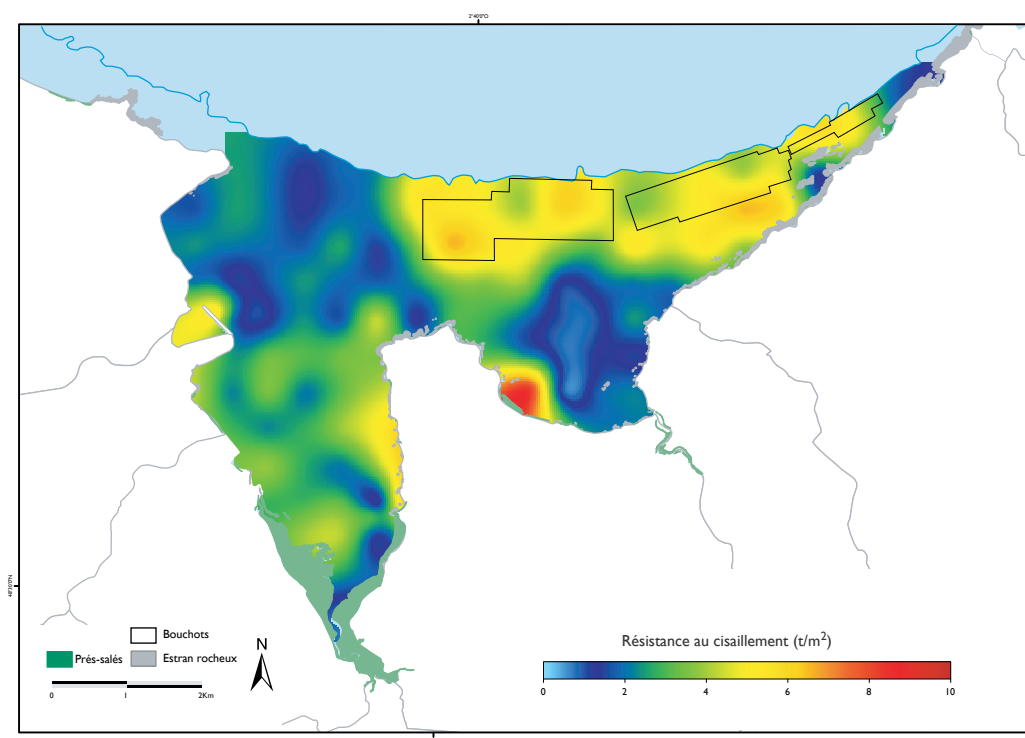 2°40'0"O
48°30'0"N
Bouchots
Prés-salés
Estran rocheux
N
0 1 2Km
Résistance au cisaillement (t/m²)
0 2 4 6 8 10